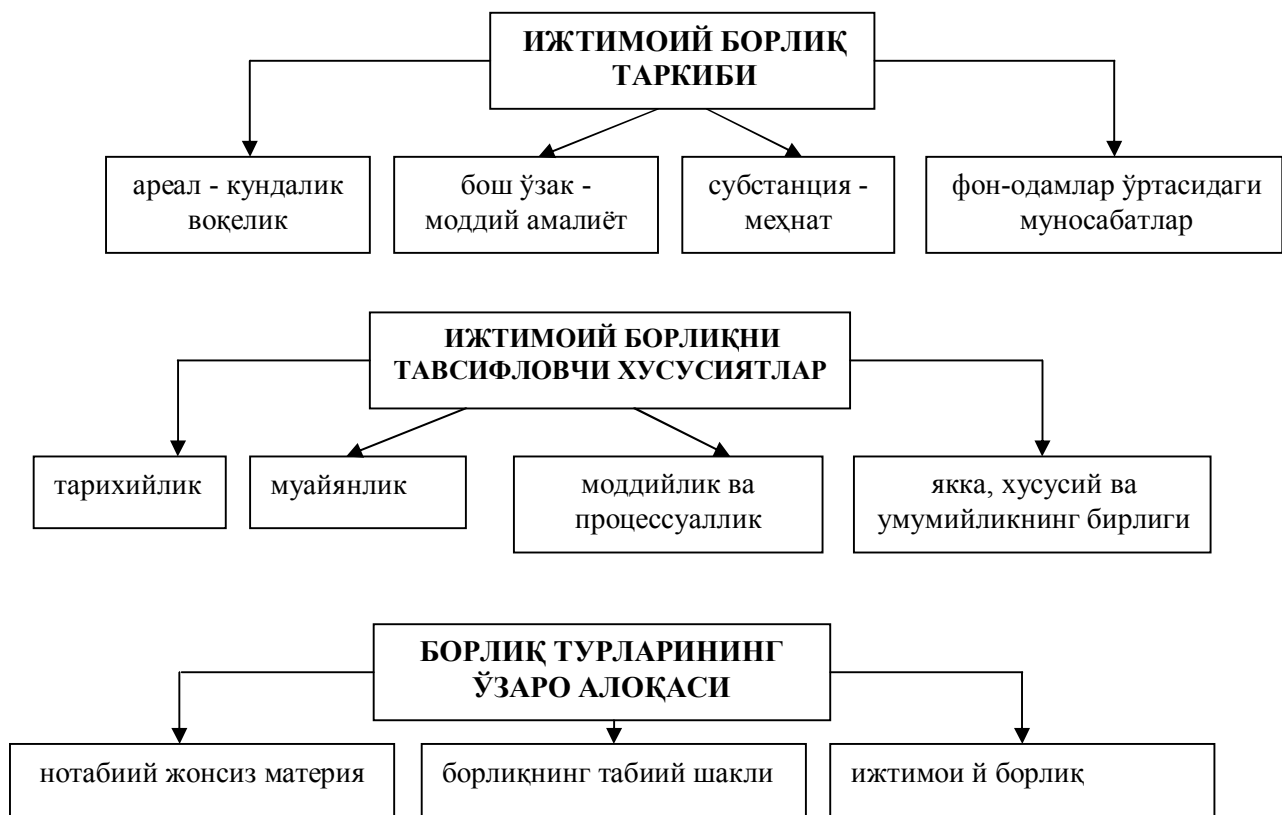 ИЖТИМОИЙ БОРЛИҚ
ТАРКИБИ
ареал - кундалик
воқелик
бош ўзак -
моддий амалиёт
субстанция -
меҳнат
фон-одамлар ўртасидаги
муносабатлар
ИЖТИМОИЙ БОРЛИҚНИ
ТАВСИФЛОВЧИ ХУСУСИЯТЛАР
тарихийлик
муайянлик
моддийлик ва
процессуаллик
якка, хусусий ва
умумийликнинг бирлиги
БОРЛИҚ ТУРЛАРИНИНГ
ЎЗАРО АЛОҚАСИ
нотабиий жонсиз материя
борлиқнинг табиий шакли
ижтимои й борлиқ